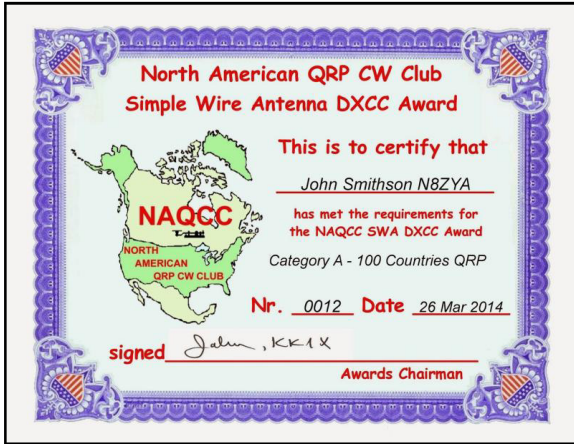 North American QRP CW Club
Simple Wire Antenna DXCC Award
This is to certify that
John Smithson N8ZYA
has met the requirements for
the NAQCC SWA DXCC Award
Category A - 100 Countries QRP
Nr. 0012 Date 26 Mar 2014
NAQCC
NORTH
AMERICAN
QRP CW CLUB
signed John, KK1X
Awards Chairman